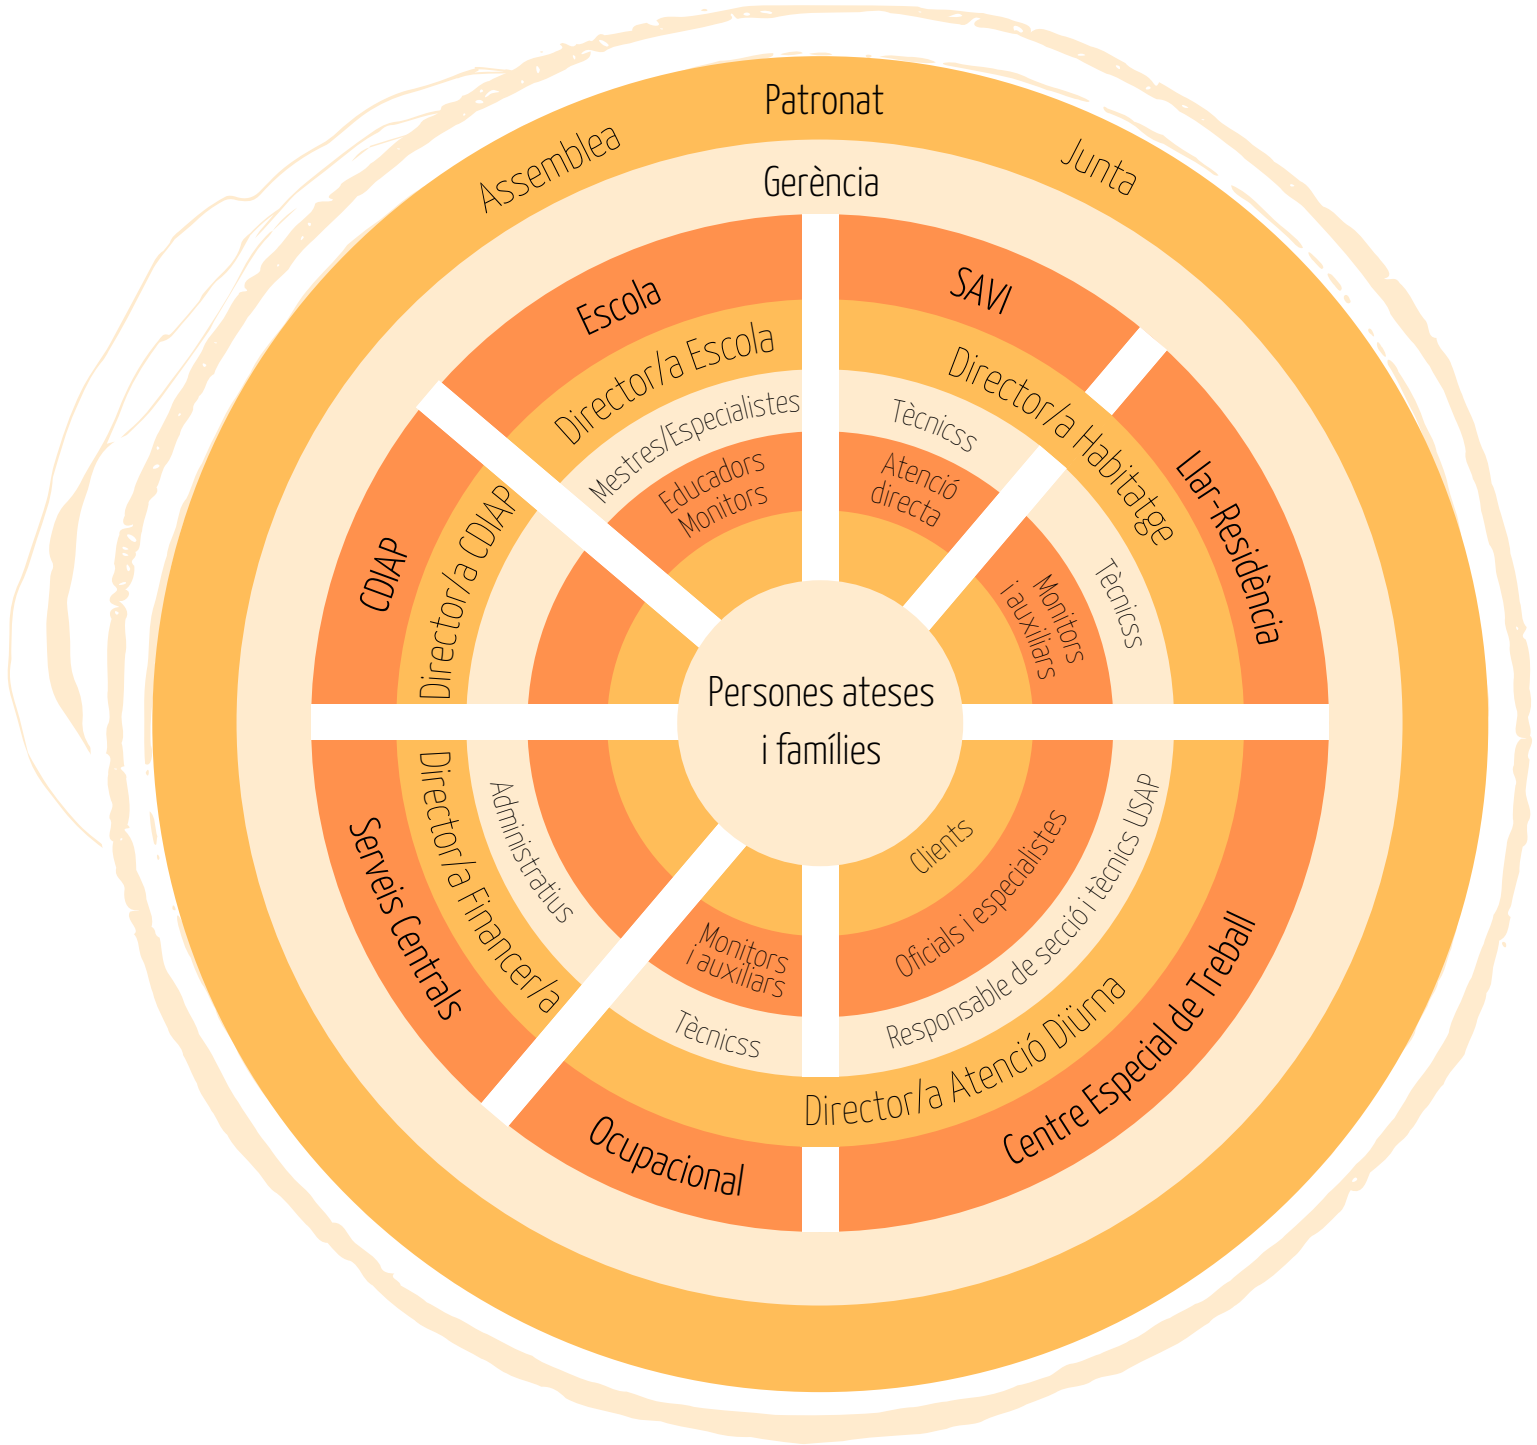 Patronat
Assemblea
Junta
Gerència
Escola
Director/a Escola
Mestres/Especialistes
Educadors
Monitors
SAVI
Director/a Habitatge
Tècnicss
Atenció
directa
Llar-Residència
Tècnicss
Monitors
i auxiliars
CDIAP
Director/a CDIAP
Persones ateses
i famílies
Serveis Centrals
Director/a Financer/a
Administratius
Clients
Oficials i especialistes
Responsable de secció i tècnics USAP
Director/a Atenció Diürna
Centre Especial de Treball
Monitors
i auxiliars
Tècnicss
Ocupacional